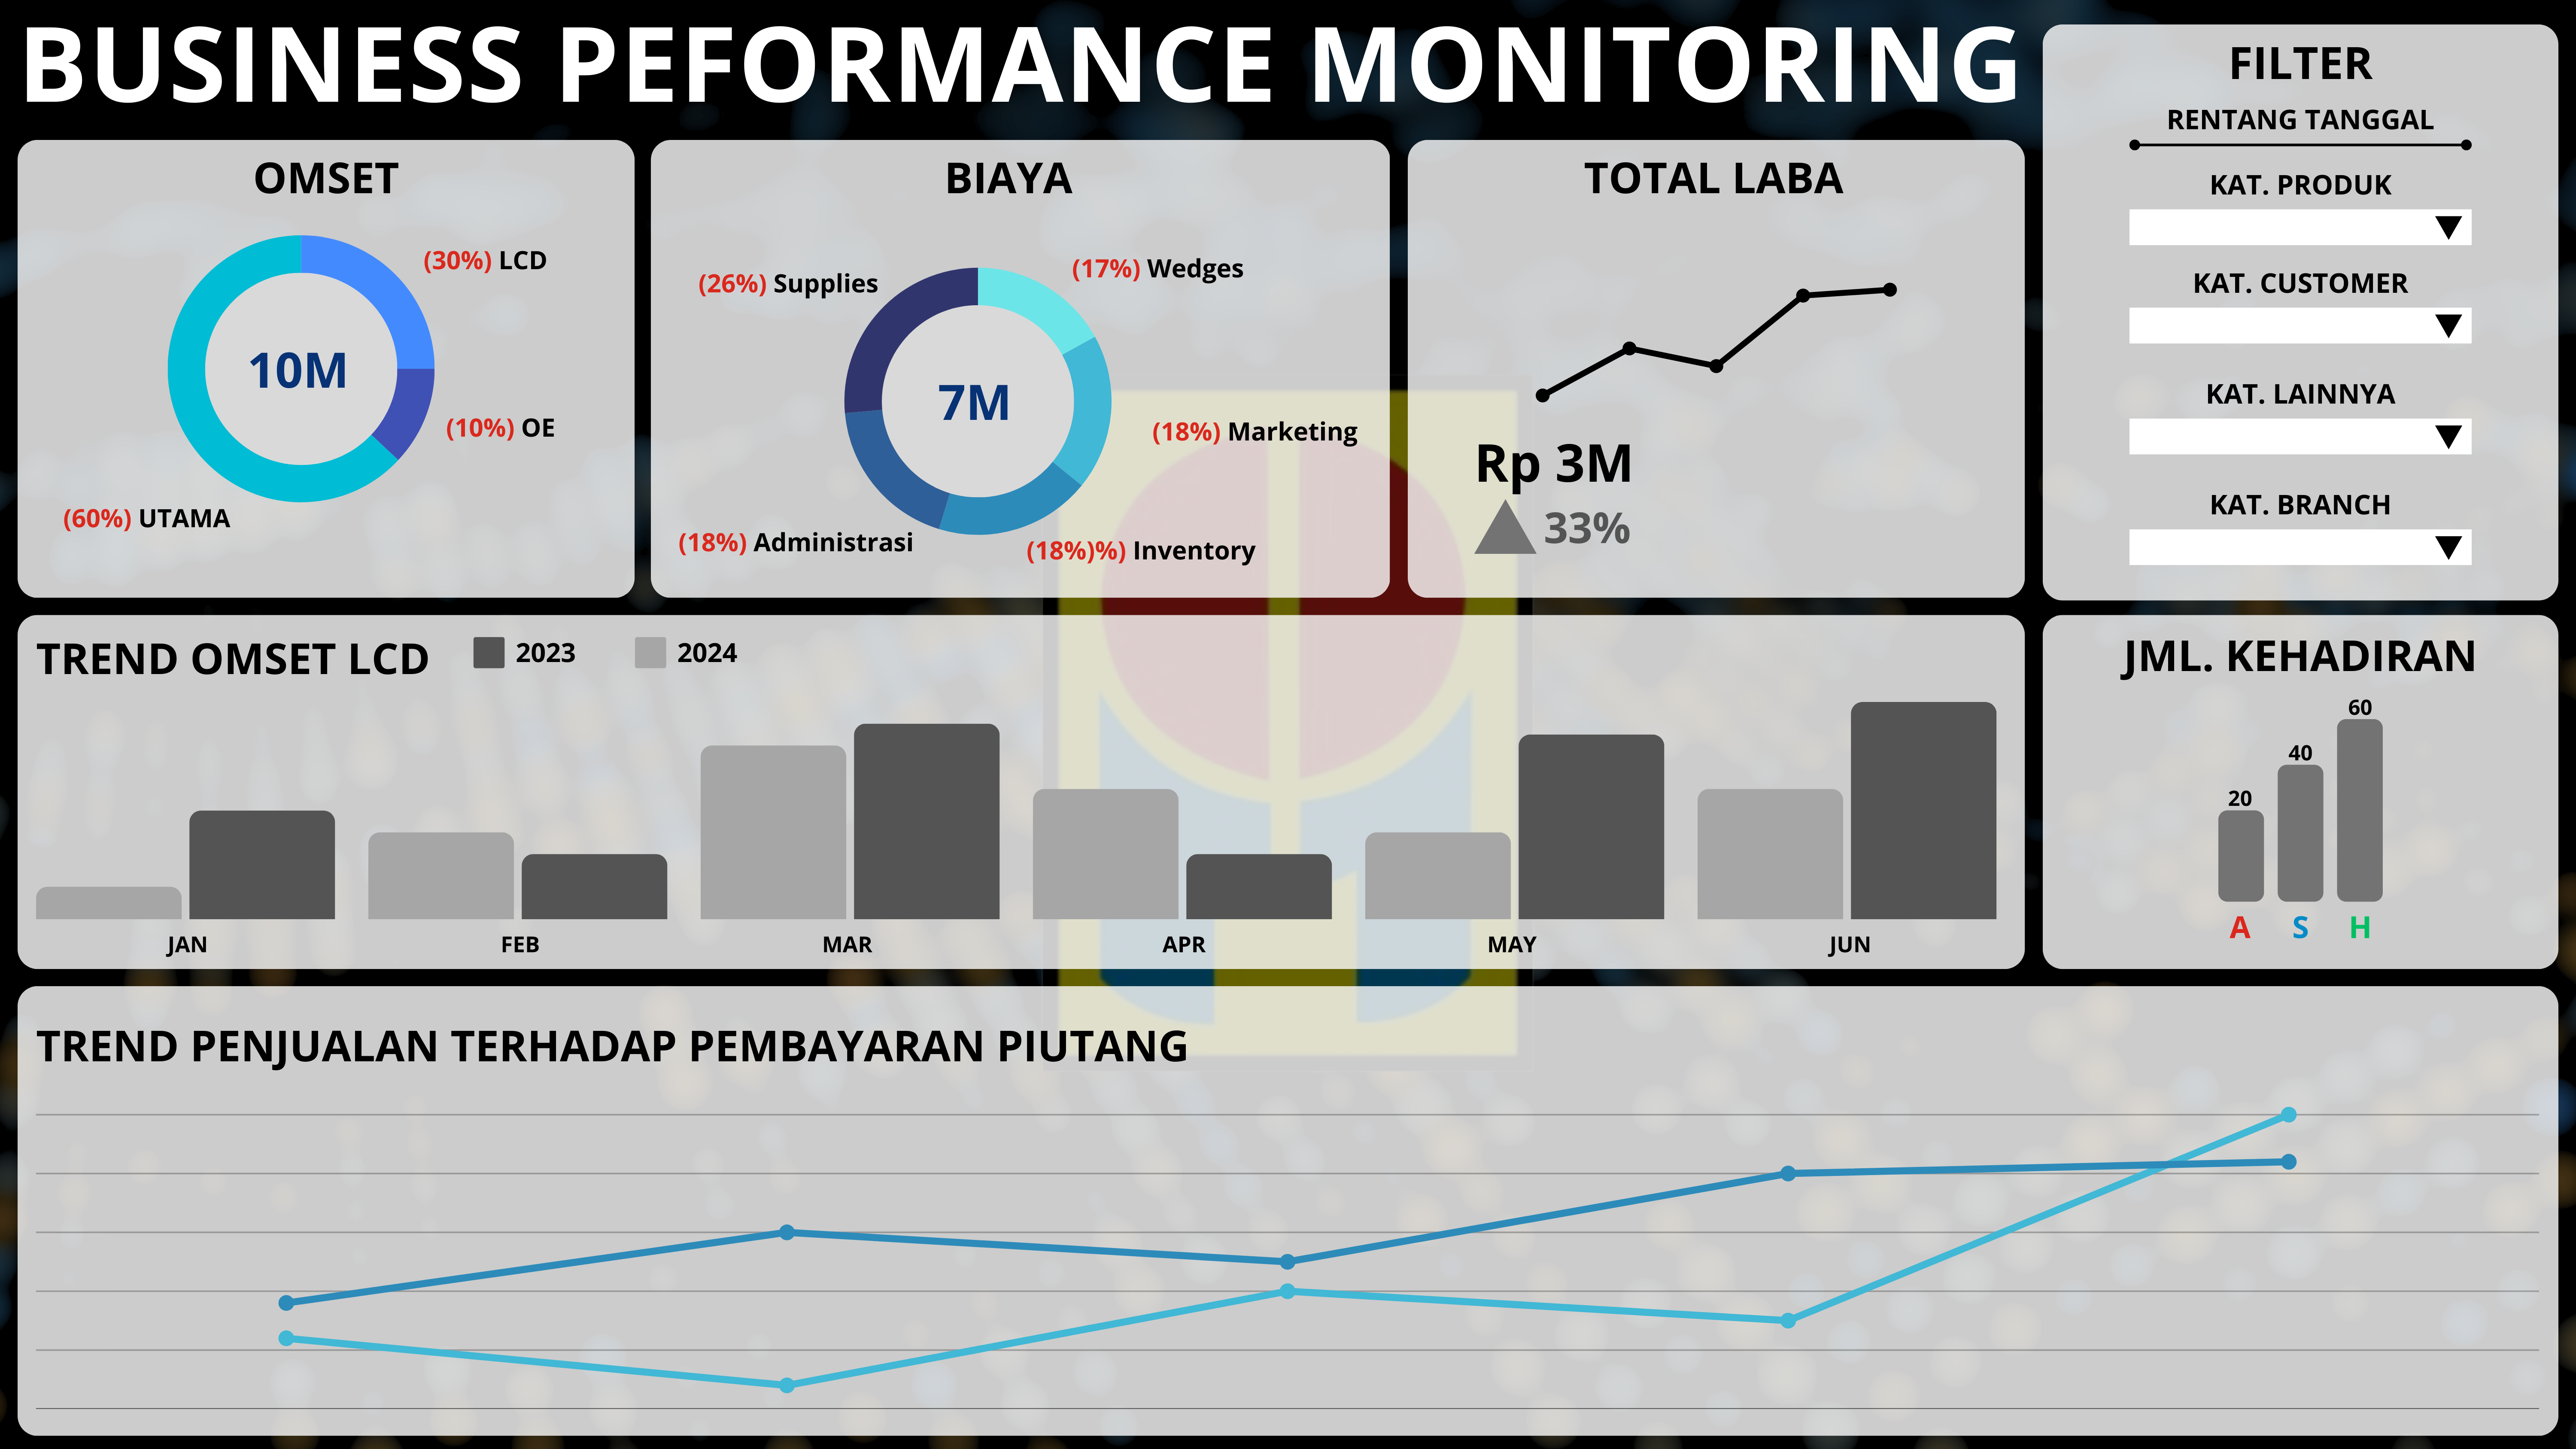 BUSINESS PEFORMANCE MONITORING
FILTER
RENTANG TANGGAL
KAT. PRODUK
KAT. CUSTOMER
KAT. LAINNYA
KAT. BRANCH
OMSET
(30%) LCD
10M
(10%) OE
(60%) UTAMA
BIAYA
(17%) Wedges
(26%) Supplies
7M
(18%) Marketing
(18%) Administrasi
(18%)%) Inventory
TOTAL LABA
Rp 3M
33%
TREND OMSET LCD
2023
2024
JAN
FEB
MAR
APR
MAY
JUN
JML. KEHADIRAN
60
40
20
A
S
H
TREND PENJUALAN TERHADAP PEMBAYARAN PIUTANG